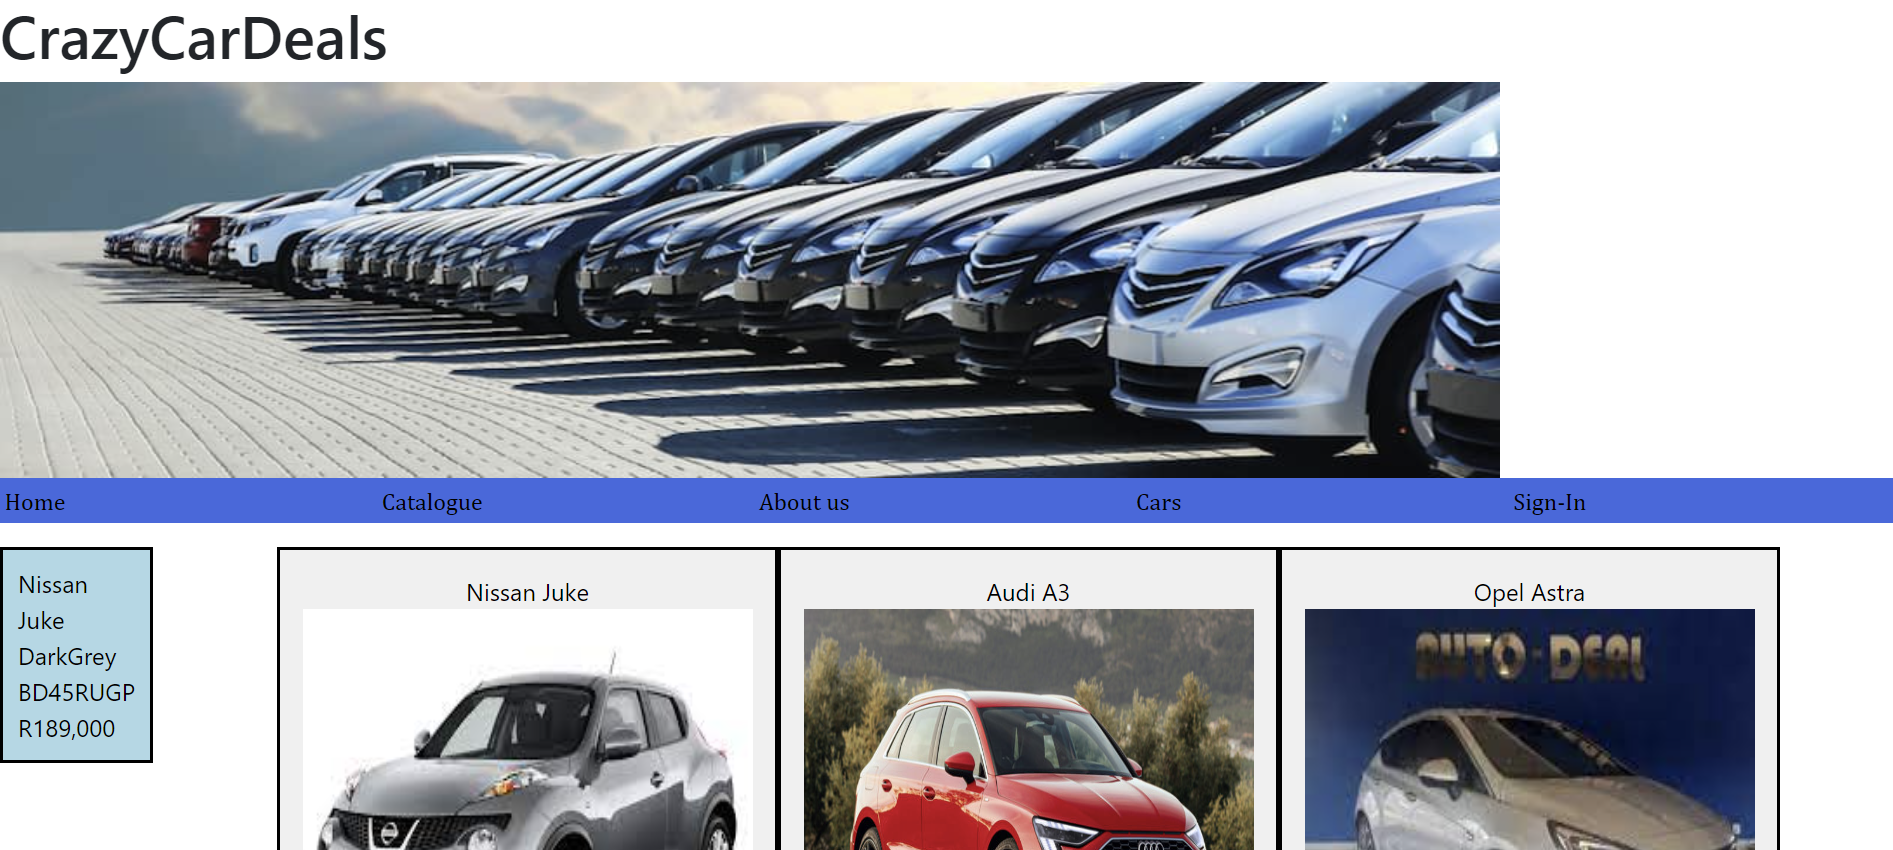 CrazyCarDeals
Home Catalogue About us Cars Sign-In
Nissan
Juke
DarkGrey
BD45RUGP
R189,000
Nissan Juke
Audi A3
Opel Astra
AUTO-DEAL